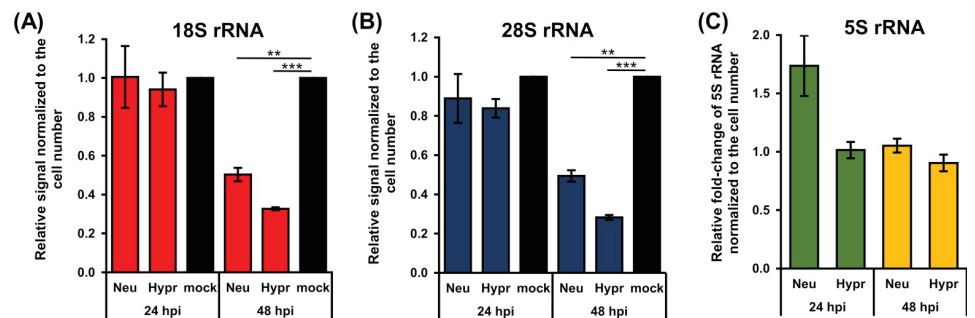 (A)
18S rRNA
Relative signal normalized to the
cell number
1.2
1.0
0.8
0.6
0.4
0.2
0.0
**
***
Neu Hypr mock Neu Hypr mock
24 hpi 48 hpi
(B)
28S rRNA
Relative signal normalized to the
cell number
1.2
1.0
0.8
0.6
0.4
0.2
0.0
**
***
Neu Hypr mock Neu Hypr mock
24 hpi 48 hpi
(C)
5S rRNA
Relative fold-change of 5S rRNA
normalized to the cell number
2.0
1.5
1.0
0.5
0.0
Neu Hypr Neu Hypr
24 hpi 48 hpi